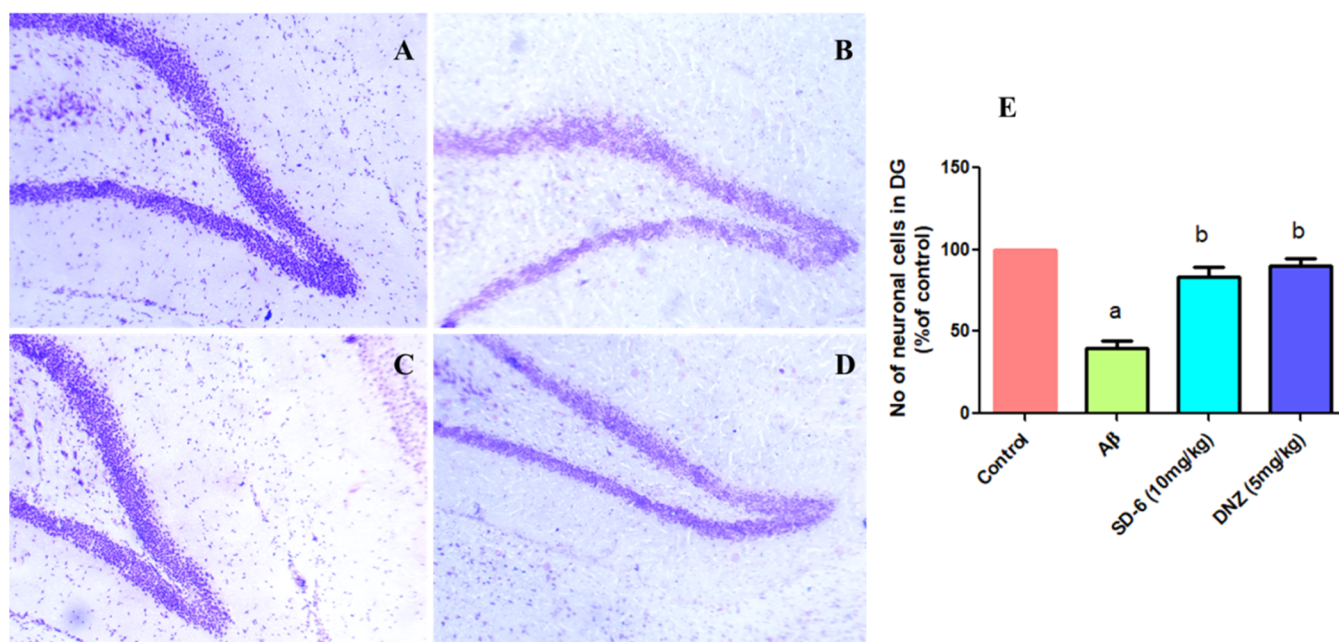 A
B
C
D
E
No of neuronal cells in DG
(%of control)
150
100
50
0
a
b
b
Control
Aβ
SD-6 (10mg/kg)
DNZ (5mg/kg)